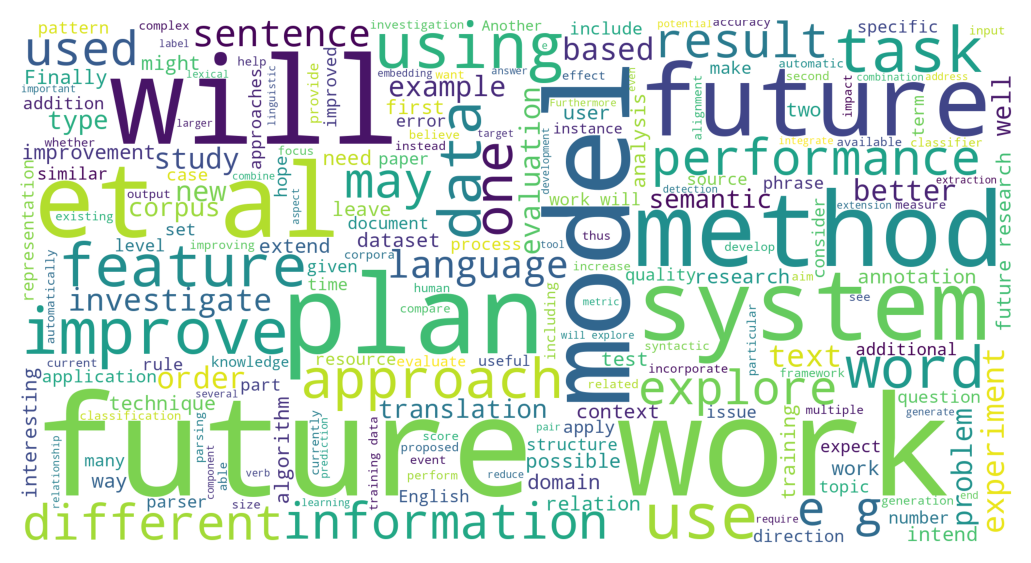 pattern
complex
investigation
Another
include
potential
accuracy
specific
input
used
label
help
sentence
using
based
result
automatic
task
might
lexical
improved
embedding
want
answer
effect
even
make
second
combination
address
Finally
important
will
linguistic
provide
approaches
example
e
Furthermore
user
model
future
impact
well
addition
larger
first
data
target
instance
analysis
alignment
two
term
type
whether
error
believe
instead
one
evaluation
development
integrate
available
classifier
improvement
study
focus
need
paper
performance
similar
case
hope
may
work will
source
phrase
better
extraction
et al
output
combine
new
leave
semantic
detection
extension
measure
representation
existing
corpus
aspect
document
thus
method
future research
set
dataset
process
tool
develop
consider
level
improving
extend
corpora
feature
given
language
increase
quality
research
aim
annotation
automatically
time
human
including
metric
see
investigate
plan
compare
system
improve
will explore
syntactic
particular
incorporate
current
rule
knowledge
resource
evaluate
useful
test
text
additional
application
order
part
approach
related
explore
framework
word
interesting
several
technique
translation
context
issue
multiple
question
experiment
classification
future work
pair
apply
training
generate
relationship
many
parsing
algorithm
currently
prediction
score
proposed
structure
expect
problem
way
component
able
verb
training data
event
perform
reduce
possible
work
topic
parser
size
learning
English
domain
relation
use
e g
generation
end
different
information
require
number
direction
intend